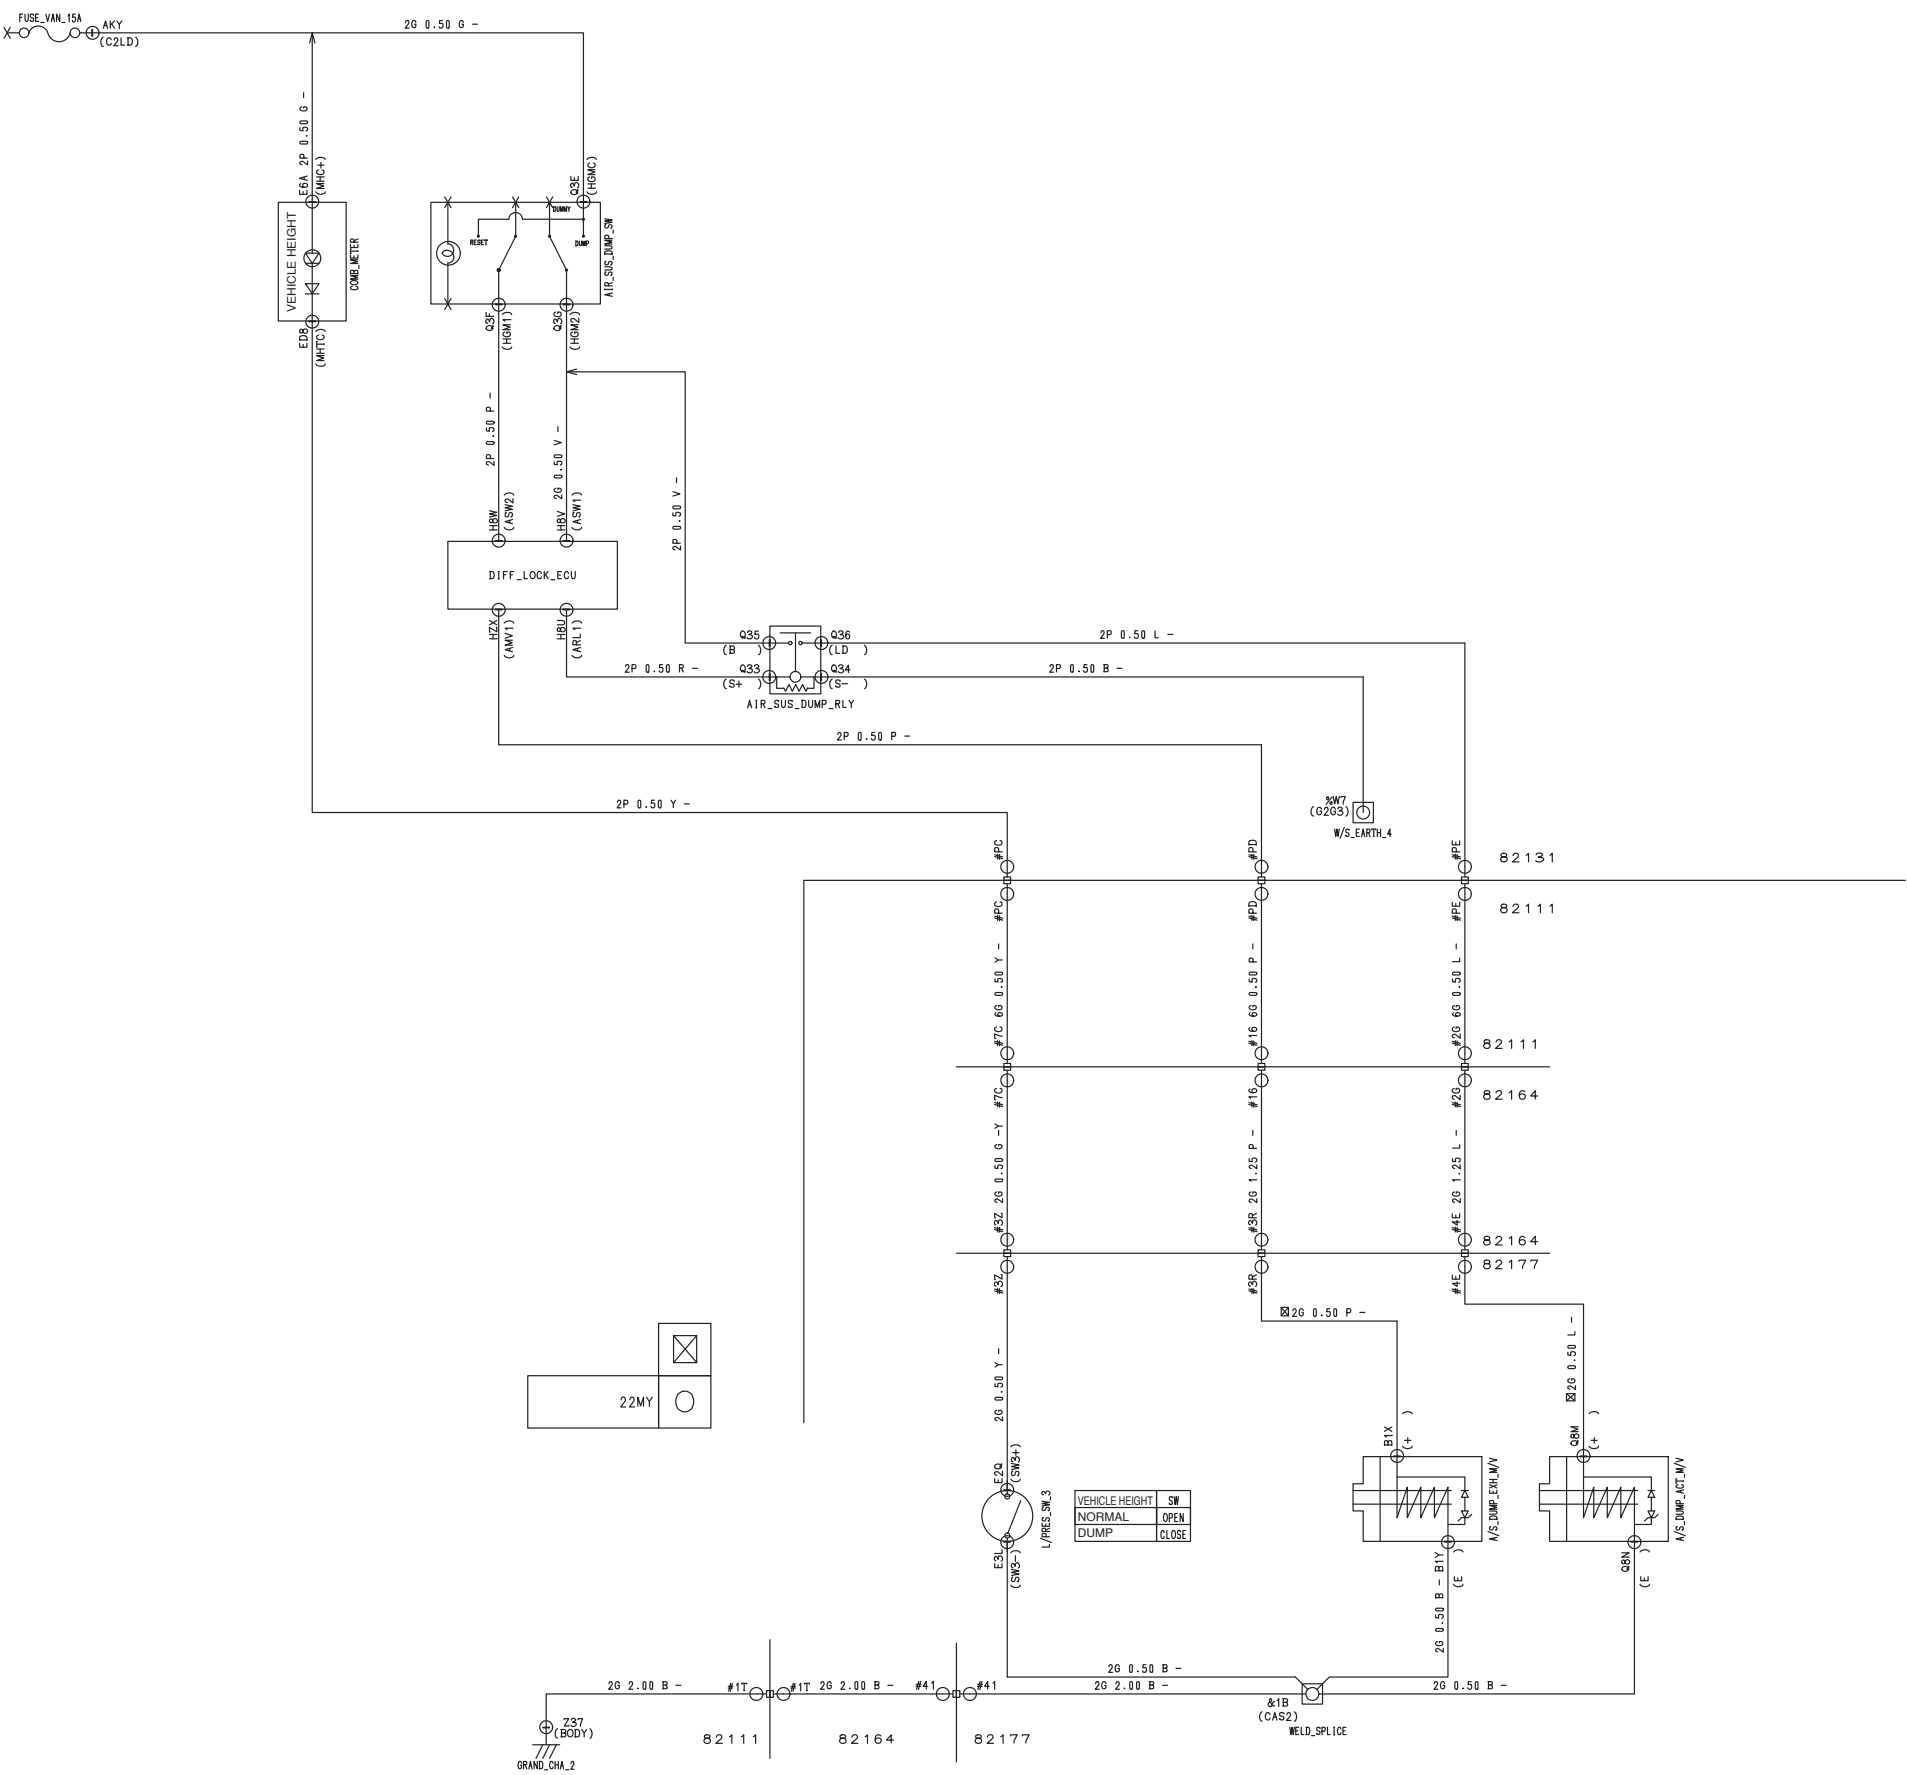 FUSE_VAN_15A
AKY
(C2LD)
2G 0.50 G -
E6A 2P 0.50 G -
(MHC+)
VEHICLE HEIGHT
COMB_METER
ED8
(MHTC)
Q3E
(HGMC)
DUMMY
RESET
DUMP
AIR_SUS_DUMP_SW
Q3F
(HGM1)
Q3G
(HGM2)
2P 0.50 P -
2G 0.50 V -
2P 0.50 V -
H8W
(ASW2)
H8V
(ASW1)
DIFF_LOCK_ECU
HZX
(AMV1)
H8U
(ARL1)
2P 0.50 R -
Q35
(B )
Q36
(LD )
Q33
(S+ )
Q34
(S- )
AIR_SUS_DUMP_RLY
2P 0.50 L -
2P 0.50 B -
2P 0.50 P -
2P 0.50 Y -
%W7
(G2G3)
W/S_EARTH_4
#PC
#PD
#PE
82131
#PC
#PD
#PE
82111
6G 0.50 Y -
6G 0.50 P -
6G 0.50 L -
#7C
#16
#2G
82111
#7C
#16
#2G
82164
2G 0.50 G -Y
2G 1.25 P -
2G 1.25 L -
#3Z
#3R
#4E
82164
#3Z
#3R
#4E
82177
2G 0.50 P -
2G 0.50 L -
2G 0.50 Y -
22MY
E2Q
(SW3+)
L/PRES_SW_3
E3L
(SW3-)
VEHICLE HEIGHT SW
NORMAL OPEN
DUMP CLOSE
B1X
(+ )
A/S_DUMP_EXH_M/V
B1Y
(E )
2G 0.50 B -
Q8M
(+ )
A/S_DUMP_ACT_M/V
Q8N
(E )
2G 0.50 B -
2G 2.00 B -
#1T
#1T
2G 2.00 B -
#41
#41
2G 2.00 B -
2G 0.50 B -
&1B
(CAS2)
WELD_SPLICE
Z37
(BODY)
GRAND_CHA_2
82111
82164
82177